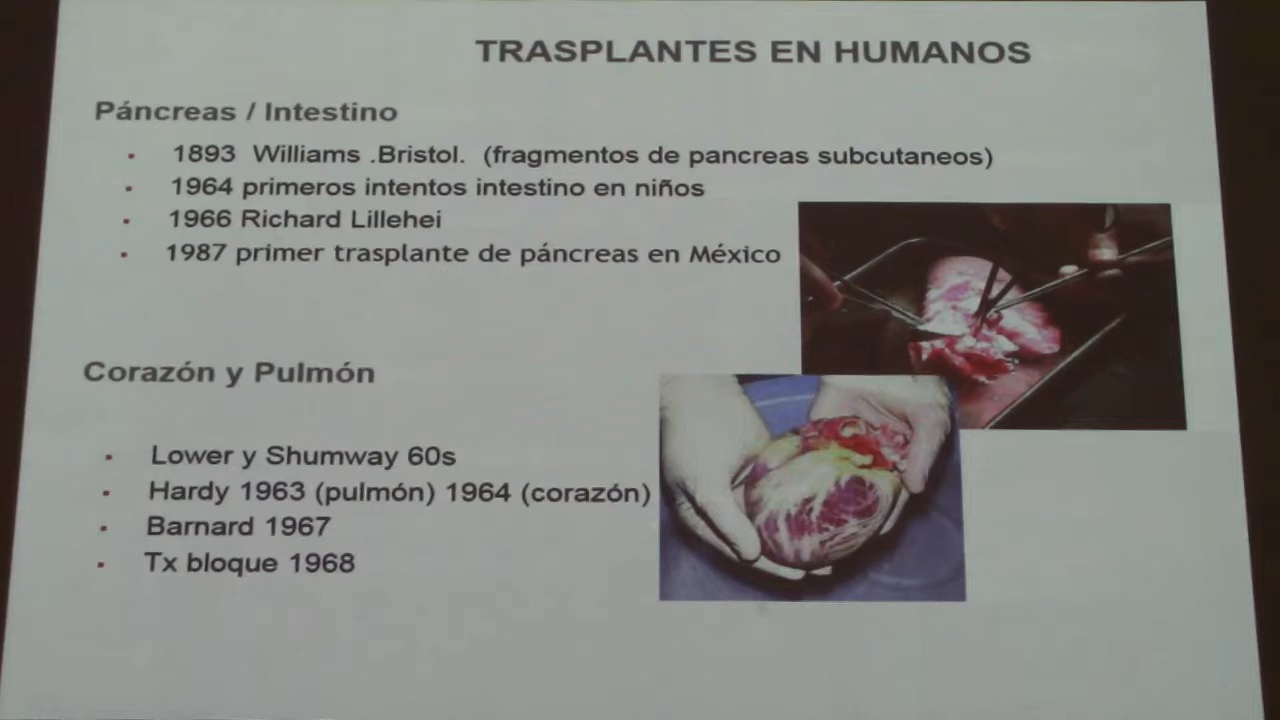 TRASPLANTES EN HUMANOS
Páncreas / Intestino
1893 Williams .Bristol. (fragmentos de pancreas subcutaneos)
1964 primeros intentos intestino en niños
1966 Richard Lillehei
1987 primer trasplante de páncreas en México
Corazón y Pulmón
Lower y Shumway 60s
Hardy 1963 (pulmón) 1964 (corazón)
Barnard 1967
Tx bloque 1968